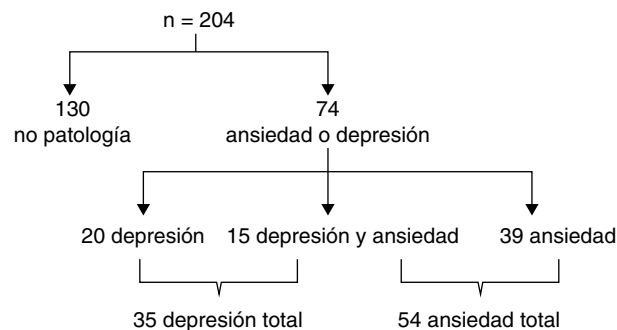 n = 204
130
no patología
74
ansiedad o depresión
20 depresión
15 depresión y ansiedad
39 ansiedad
35 depresión total
54 ansiedad total